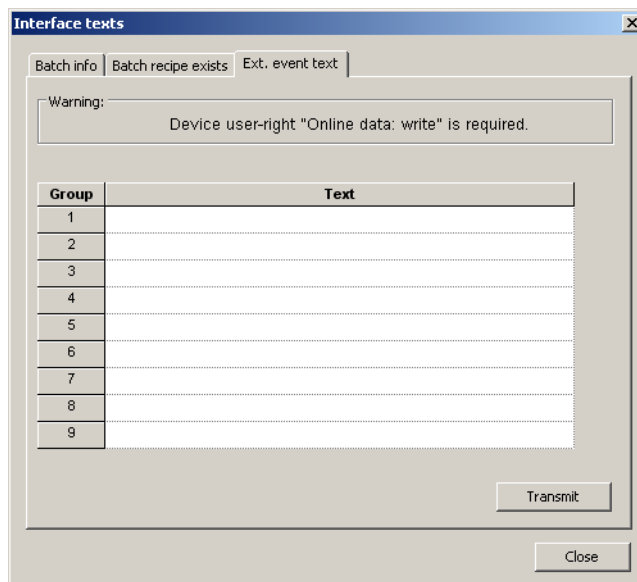 Interface texts
Batch info Batch recipe exists Ext. event text
Warning:
Device user-right "Online data: write" is required.
Group Text
1
2
3
4
5
6
7
8
9
Transmit
Close